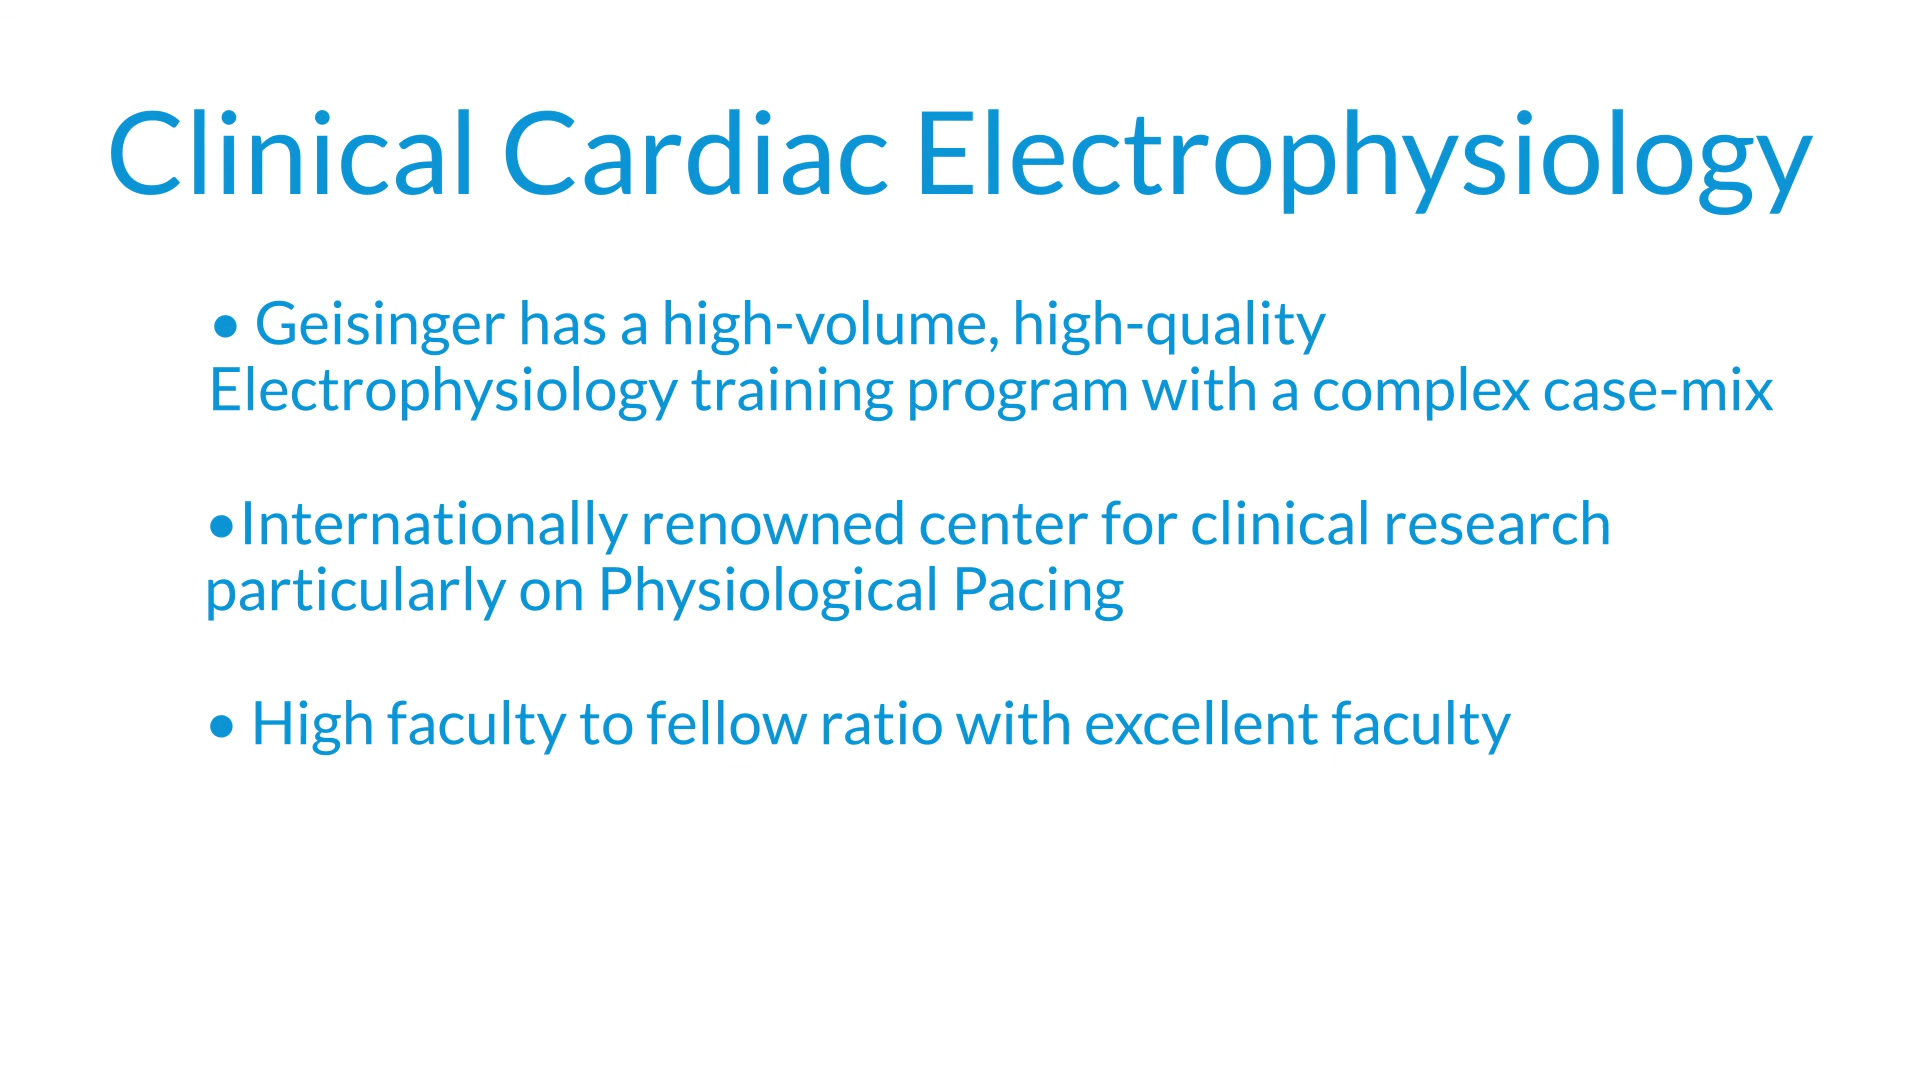 Clinical Cardiac Electrophysiology
• Geisinger has a high-volume, high-quality
Electrophysiology training program with a complex case-mix
•Internationally renowned center for clinical research
particularly on Physiological Pacing
• High faculty to fellow ratio with excellent faculty